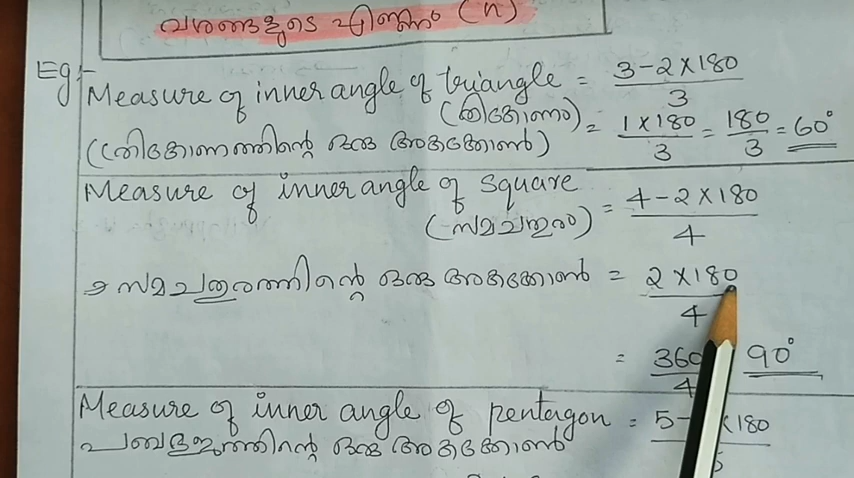 വശങ്ങളുടെ എണ്ണം (n)
Eg:- Measure of inner angle of triangle = 3-2×180/3
(ത്രികോണം) = 1×180/3 = 180/3 = 60°
(ത്രികോണത്തിന്റെ ഒരു അകക്കോൺ)
Measure of inner angle of square = 4-2×180/4
(സമചതുരം)
സമചതുരത്തിന്റെ ഒരു അകക്കോൺ = 2×180/4
= 360/4 90°
Measure of inner angle of pentagon = 5- ×180/5
പഞ്ചഭുജത്തിന്റെ ഒരു അകക്കോൺ